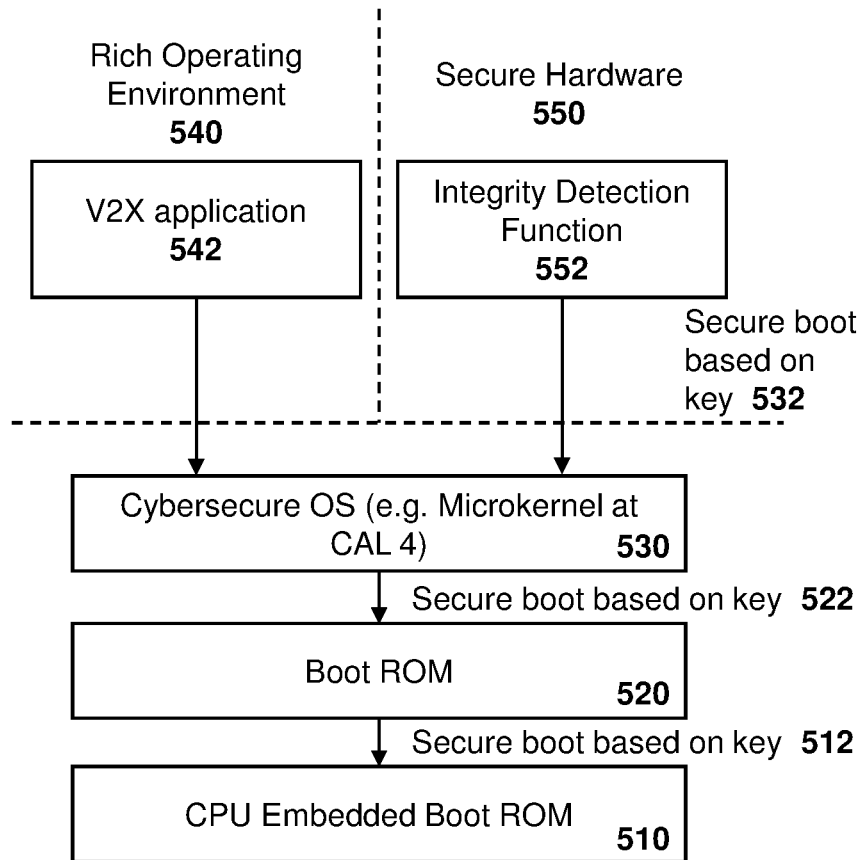 Rich Operating
Environment
540
Secure Hardware
550
V2X application
542
Integrity Detection
Function
552
Secure boot
based on
key 532
Cybersecure OS (e.g. Microkernel at
CAL 4)
530
Secure boot based on key 522
Boot ROM
520
Secure boot based on key 512
CPU Embedded Boot ROM
510